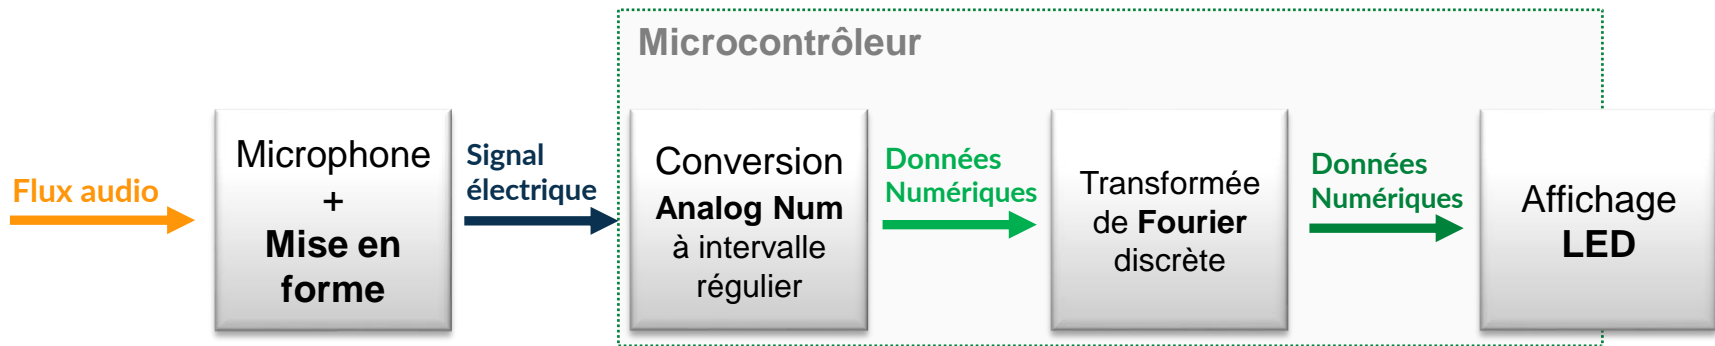 Microcontrôleur
Flux audio
Microphone
+
Mise en
forme
Signal
électrique
Conversion
Analog Num
à intervalle
régulier
Données
Numériques
Transformée
de Fourier
discrète
Données
Numériques
Affichage
LED